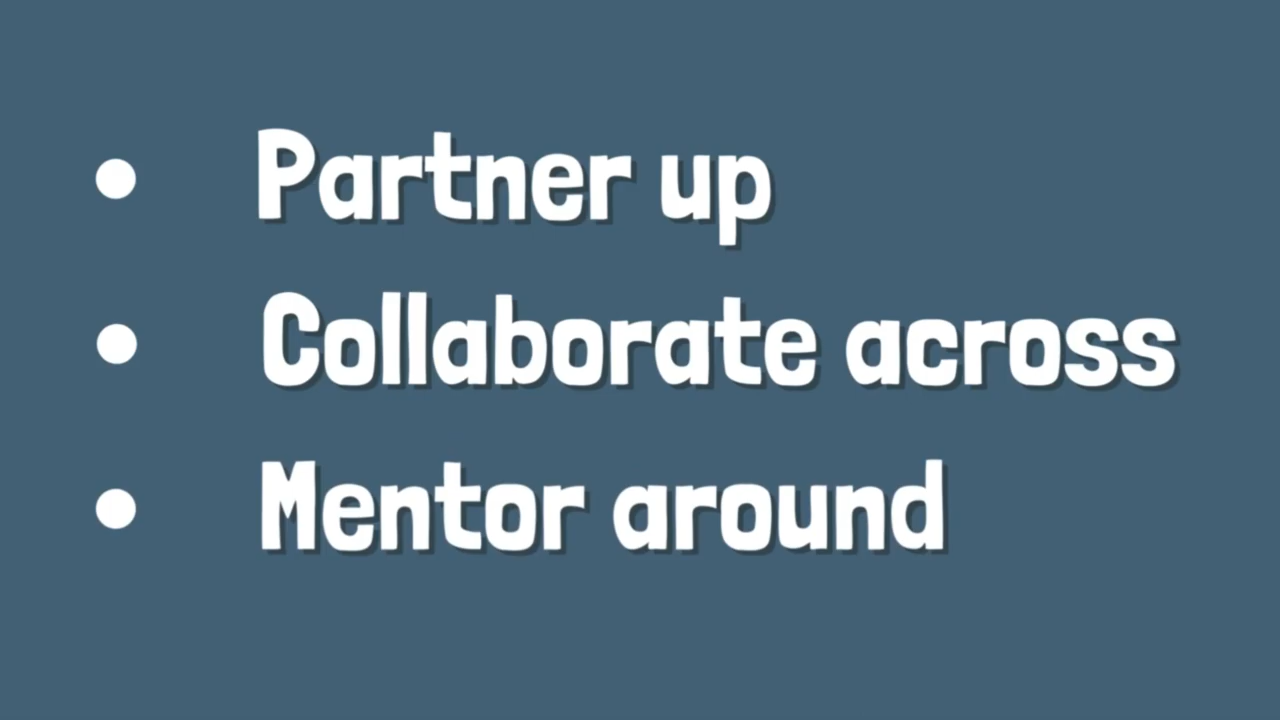 • Partner up
• Collaborate across
• Mentor around